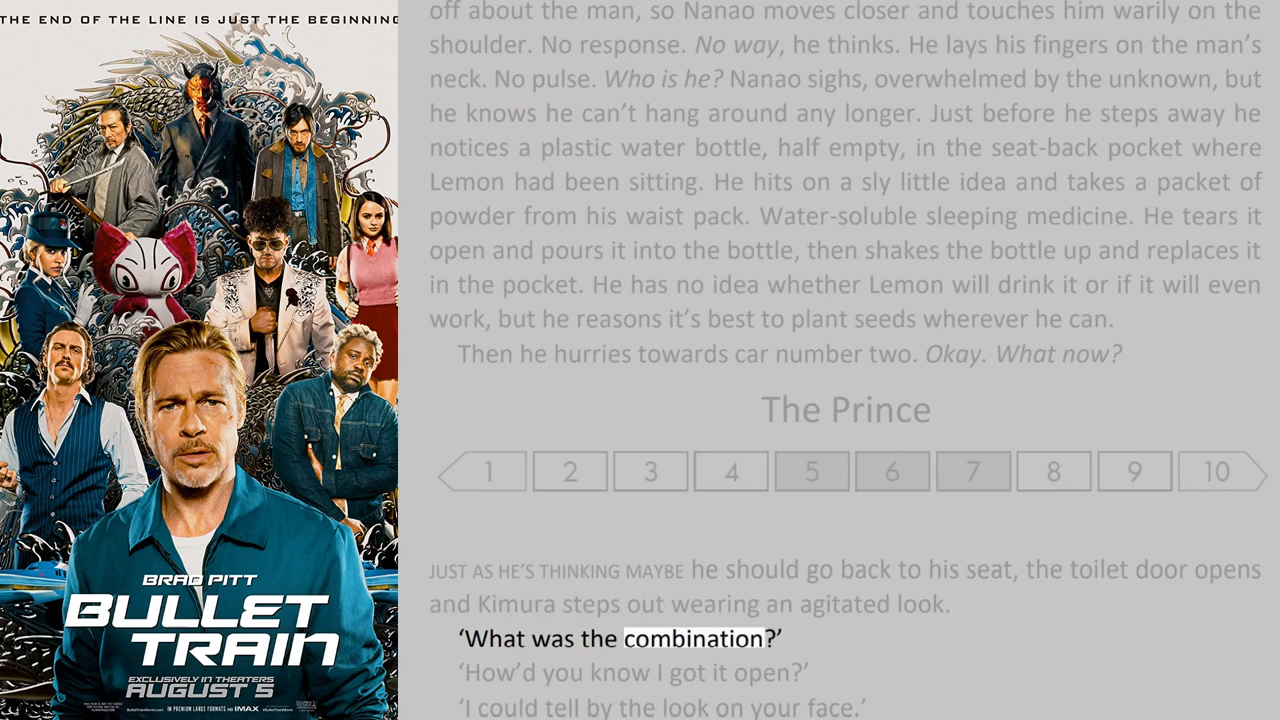 THE END OF THE LINE IS JUST THE BEGINNING
BRAD PITT
BULLET
TRAIN
EXCLUSIVELY IN THEATERS
AUGUST 5
IN PREMIUM LARGE FORMATS AND IMAX
off about the man, so Nanao moves closer and touches him warily on the
shoulder. No response. No way, he thinks. He lays his fingers on the man’s
neck. No pulse. Who is he? Nanao sighs, overwhelmed by the unknown, but
he knows he can’t hang around any longer. Just before he steps away he
notices a plastic water bottle, half empty, in the seat-back pocket where
Lemon had been sitting. He hits on a sly little idea and takes a packet of
powder from his waist pack. Water-soluble sleeping medicine. He tears it
open and pours it into the bottle, then shakes the bottle up and replaces it
in the pocket. He has no idea whether Lemon will drink it or if it will even
work, but he reasons it’s best to plant seeds wherever he can.
Then he hurries towards car number two. Okay. What now?
The Prince
1 2 3 4 5 6 7 8 9 10
JUST AS HE’S THINKING MAYBE he should go back to his seat, the toilet door opens
and Kimura steps out wearing an agitated look.
‘What was the combination?’
‘How’d you know I got it open?’
‘I could tell by the look on your face.’